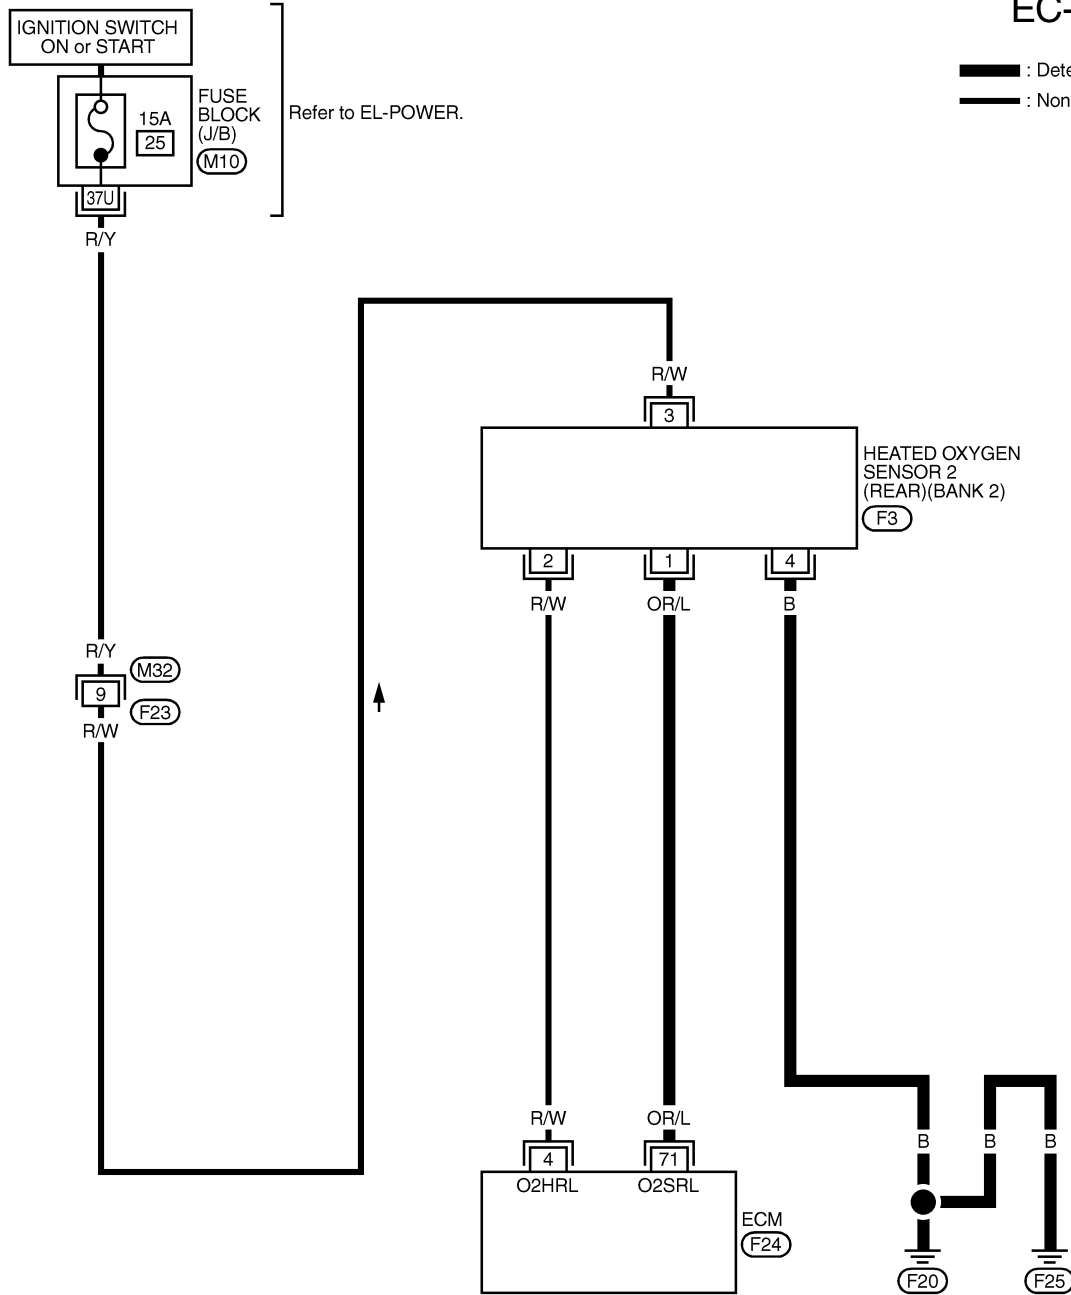 EC-
IGNITION SWITCH
ON or START
: Dete
: Non
FUSE
BLOCK
(J/B)
M10
15A
25
Refer to EL-POWER.
37U
R/Y
R/W
3
HEATED OXYGEN
SENSOR 2
(REAR)(BANK 2)
F3
2
1
4
R/W
OR/L
B
R/Y
M32
9
F23
R/W
R/W
OR/L
B
B
B
4
71
O2HRL
O2SRL
ECM
F24
F20
F25